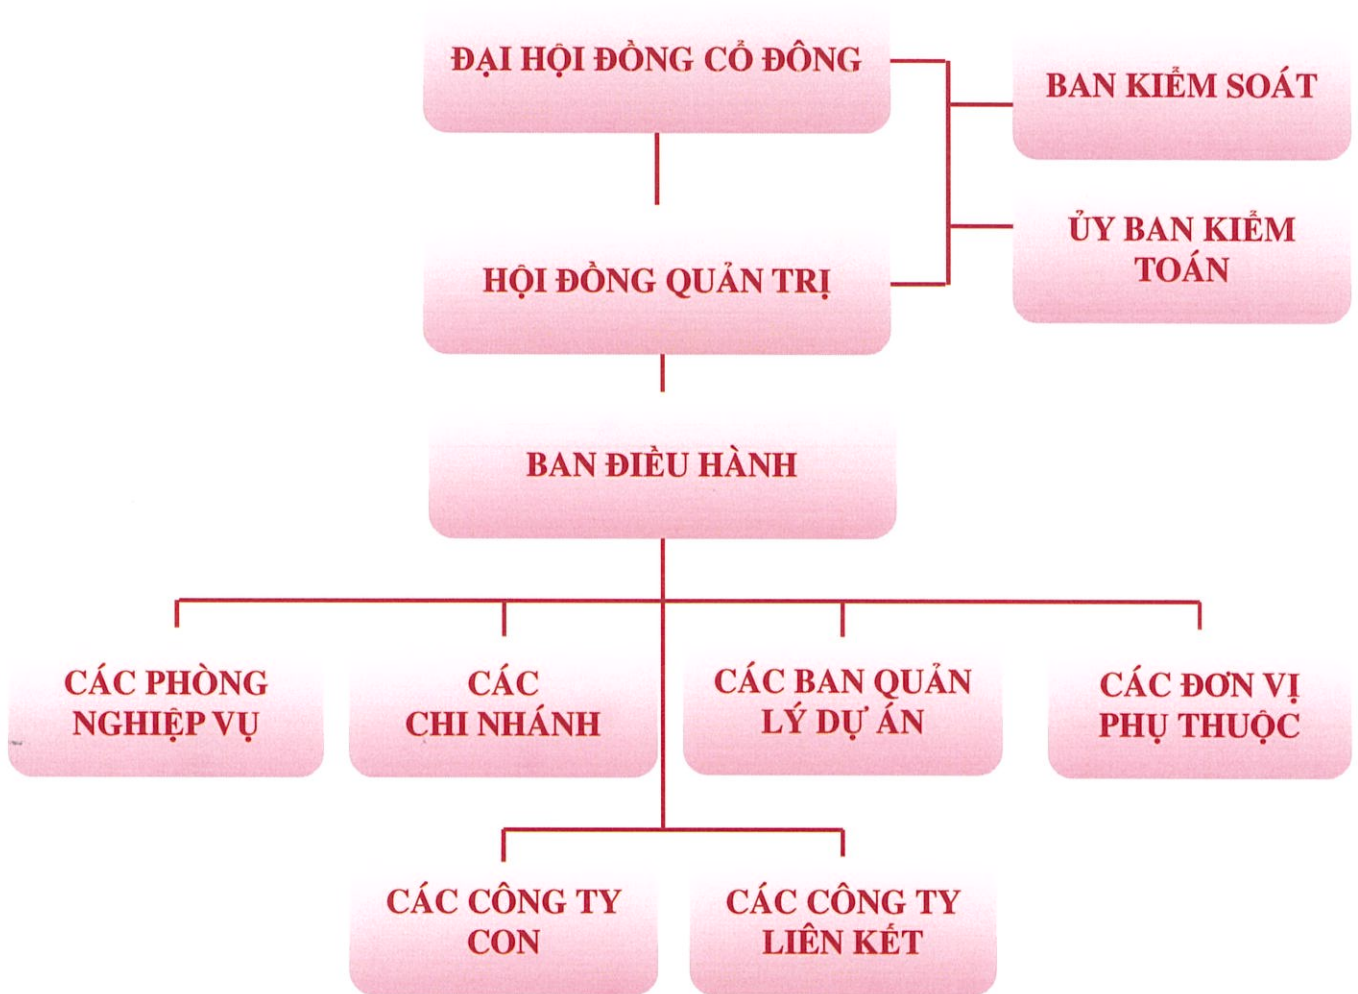 ĐẠI HỘI ĐỒNG CỔ ĐÔNG
BAN KIỂM SOÁT
ỦY BAN KIỂM
TOÁN
HỘI ĐỒNG QUẢN TRỊ
BAN ĐIỀU HÀNH
CÁC PHÒNG
NGHIỆP VỤ
CÁC
CHI NHÁNH
CÁC BAN QUẢN
LÝ DỰ ÁN
CÁC ĐƠN VỊ
PHỤ THUỘC
CÁC CÔNG TY
CON
CÁC CÔNG TY
LIÊN KẾT